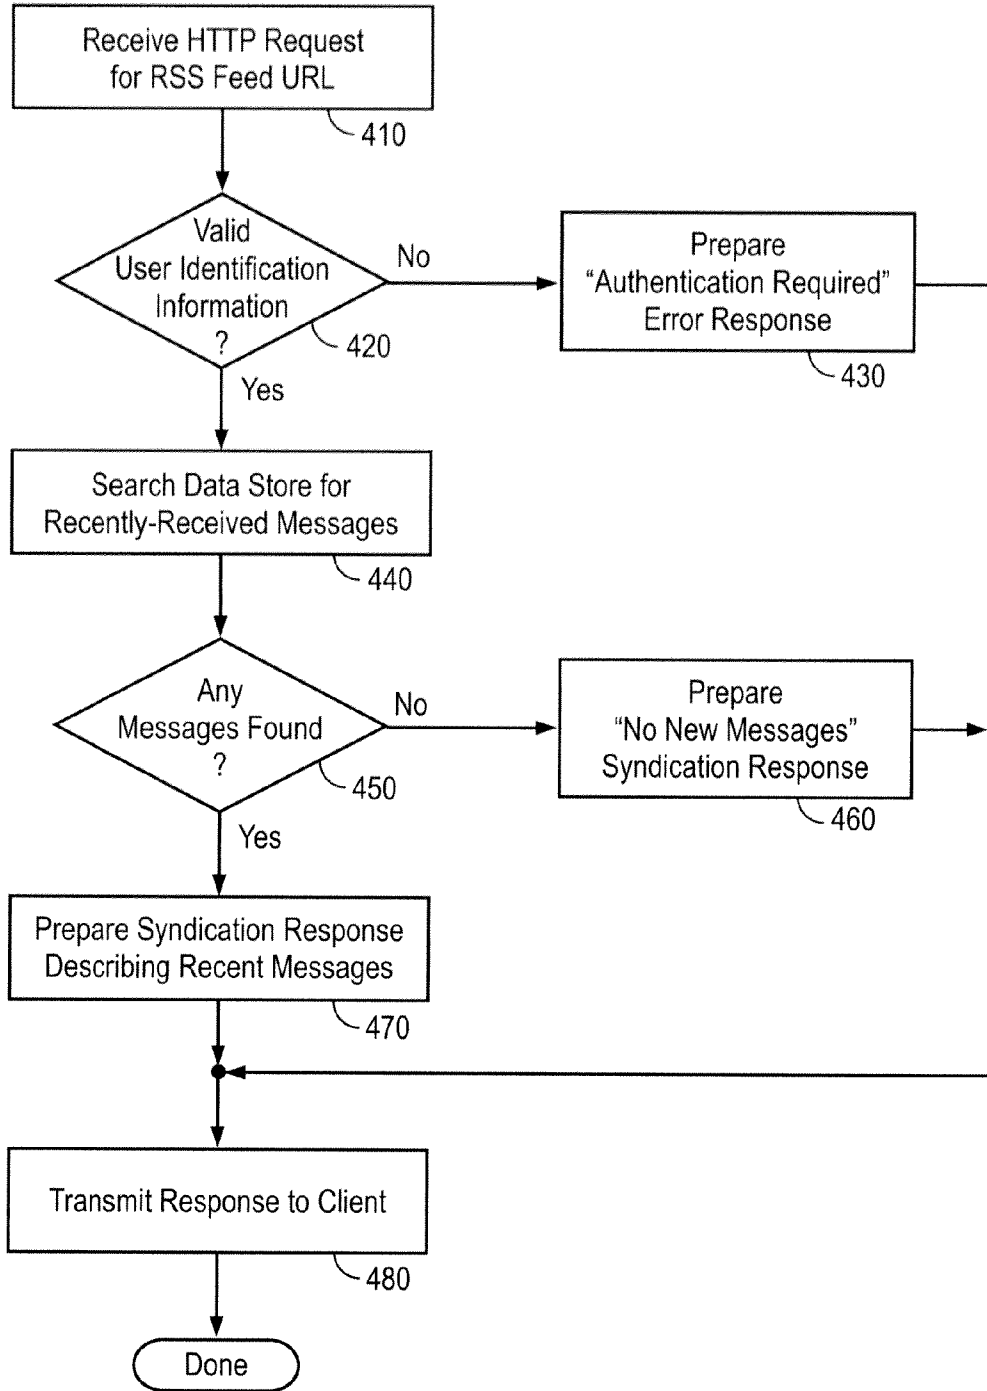 Receive HTTP Request
for RSS Feed URL
410
Valid
User Identification
Information
?
420
No
Prepare
“Authentication Required”
Error Response
430
Yes
Search Data Store for
Recently-Received Messages
440
Any
Messages Found
?
450
No
Prepare
“No New Messages”
Syndication Response
460
Yes
Prepare Syndication Response
Describing Recent Messages
470
Transmit Response to Client
480
Done